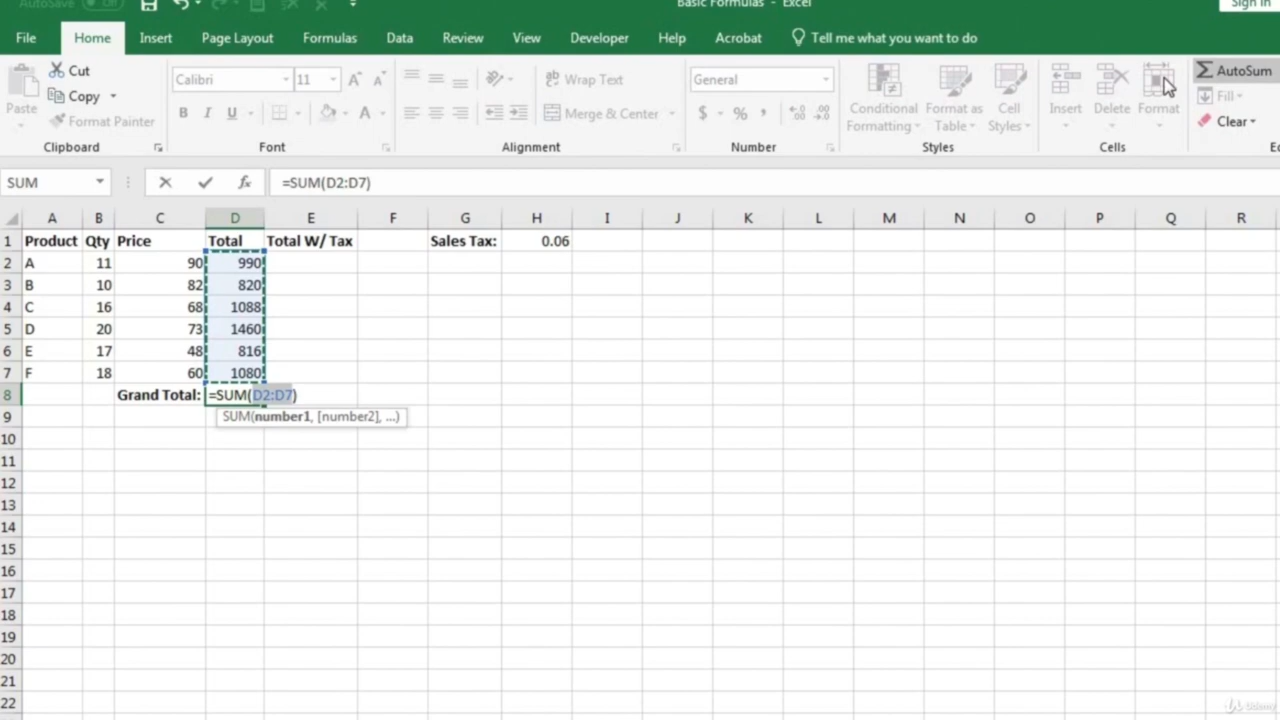 AutoSave Off Basic Formulas - Excel Sign in
File Home Insert Page Layout Formulas Data Review View Developer Help Acrobat Tell me what you want to do
Cut
Copy
Format Painter
Paste
Clipboard
Calibri 11
B I U A
Font
Wrap Text
Merge & Center
Alignment
General
$ % ,
Number
Conditional Formatting
Format as Table
Cell Styles
Styles
Insert Delete Format
Cells
Σ AutoSum
Fill
Clear
SUM fx =SUM(D2:D7)
A B C D E F G H I J K L M N O P Q R
1 Product Qty Price Total Total W/ Tax Sales Tax: 0.06
2 A 11 90 990
3 B 10 82 820
4 C 16 68 1088
5 D 20 73 1460
6 E 17 48 816
7 F 18 60 1080
8 Grand Total: =SUM(D2:D7)
9 SUM(number1, [number2], ...)
10
11
12
13
14
15
16
17
18
19
20
21
22
Udemy